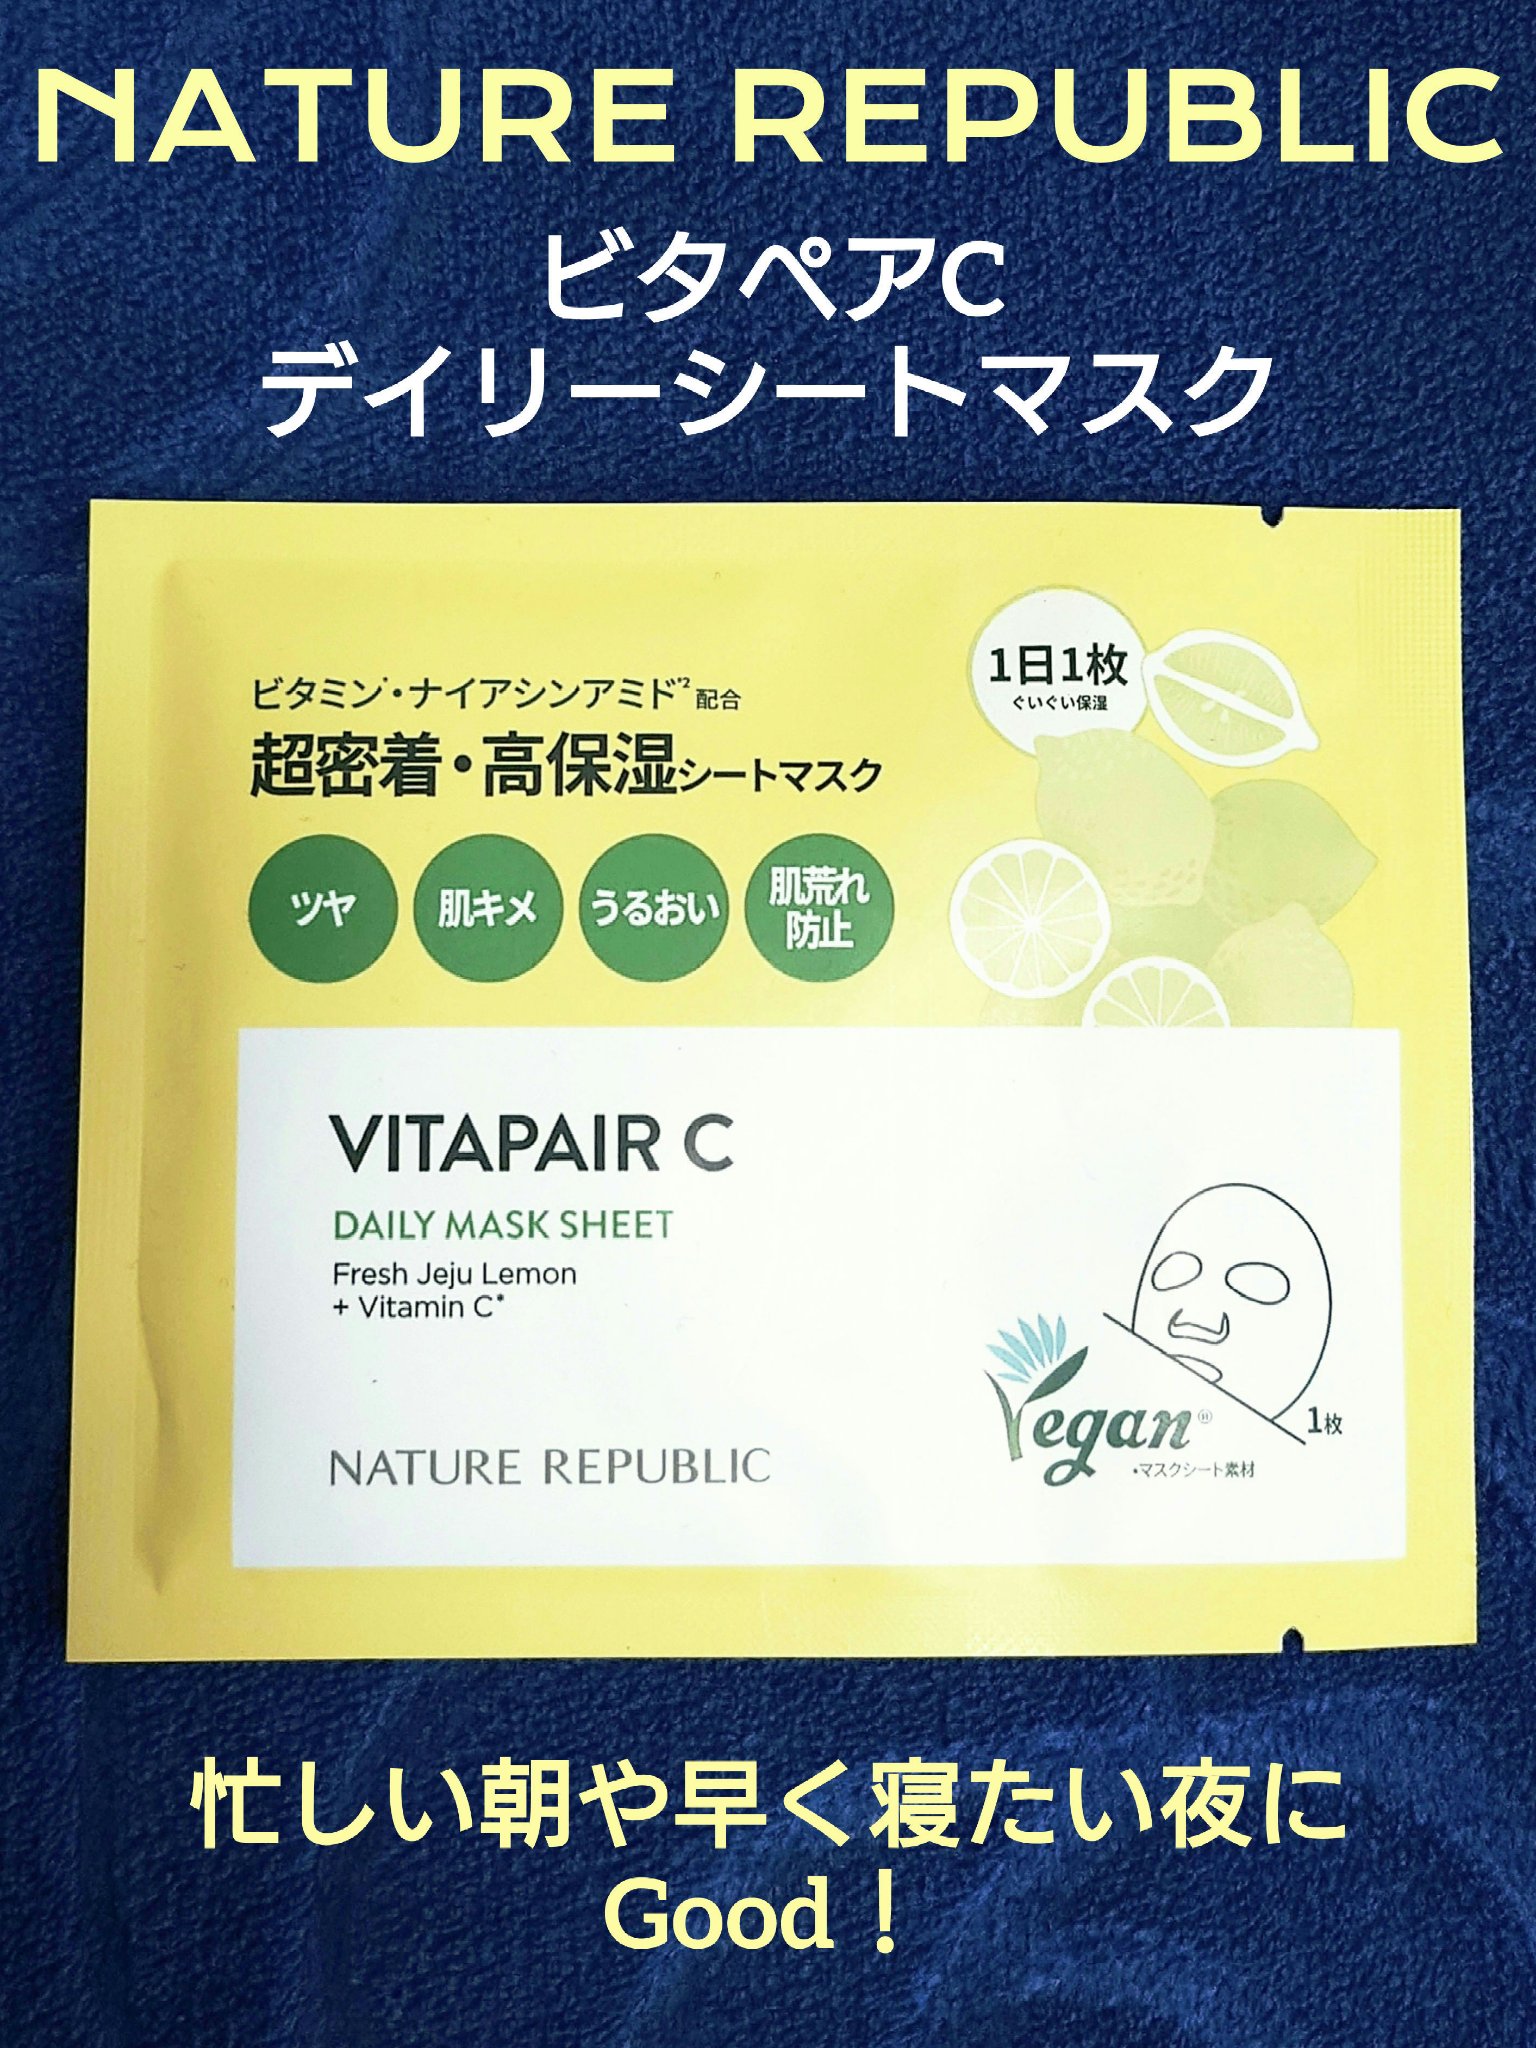 NATURE REPUBLIC
ビタペアC
デイリーシートマスク
1日1枚
ぐいぐい保湿
ビタミン*・ナイアシンアミド*² 配合
超密着・高保湿シートマスク
ツヤ
肌キメ
うるおい
肌荒れ
防止
VITAPAIR C
DAILY MASK SHEET
Fresh Jeju Lemon
+ Vitamin C*
NATURE REPUBLIC
Vegan®
•マスクシート素材
1枚
忙しい朝や早く寝たい夜に
Good！